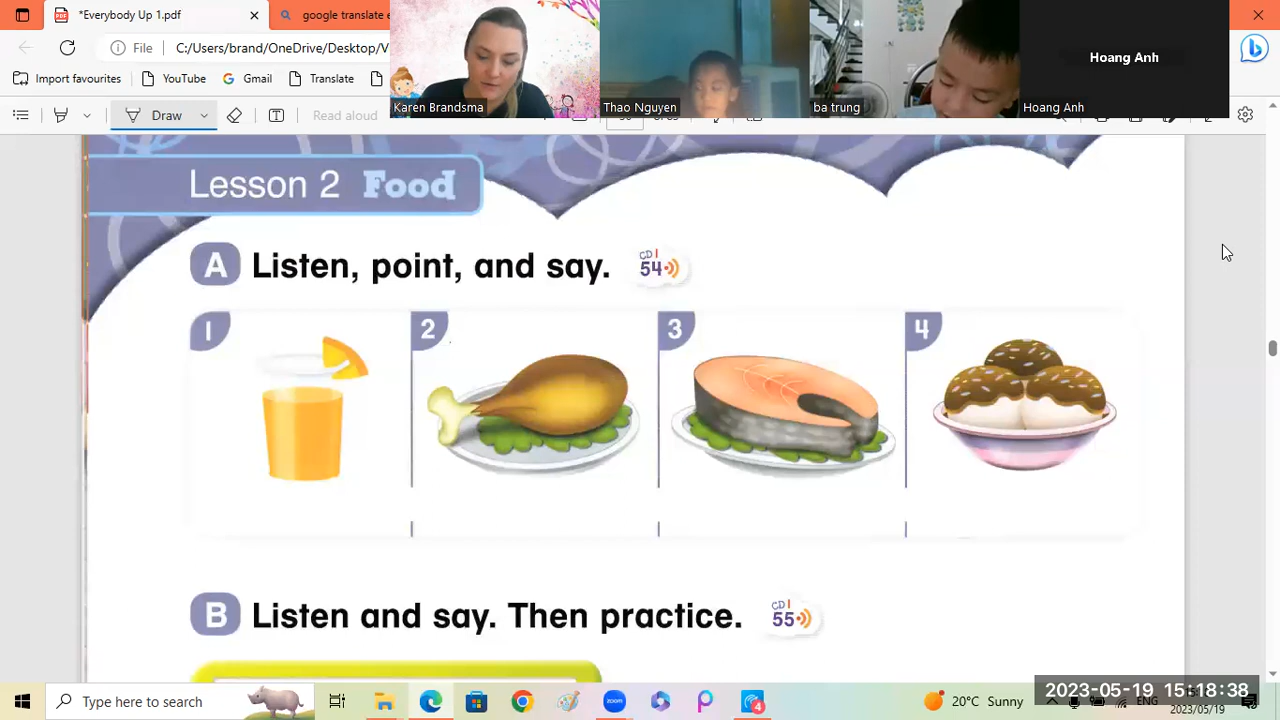 *Everybody Up 1.pdf
google translate e
File
C:/Users/brand/OneDrive/Desktop/V
Import favourites
YouTube
Gmail
Translate
Karen Brandsma
Thao Nguyen
ba trung
Hoang Anh
Hoang Anh
Draw
Read aloud
Lesson 2 Food
A Listen, point, and say. CD1 54
1
2
3
4
B Listen and say. Then practice. CD1 55
Type here to search
zoom
4
20°C Sunny
ENG
2023-05-19 15:18:38
2023/05/19